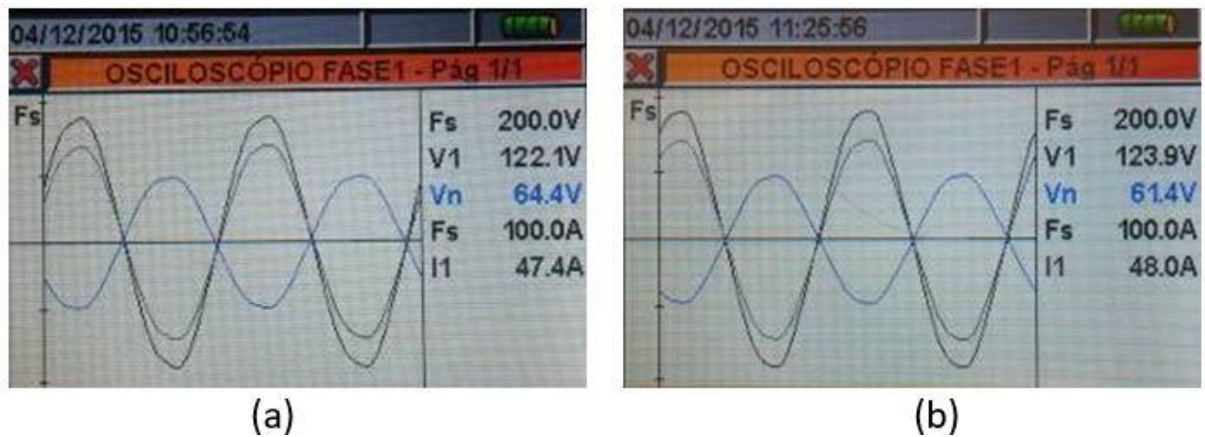 04/12/2015 10:56:54
OSCILOSCÓPIO FASE1 - Pág 1/1
Fs
Fs 200.0V
V1 122.1V
Vn 64.4V
Fs 100.0A
I1 47.4A
(a)
04/12/2015 11:25:56
OSCILOSCÓPIO FASE1 - Pág 1/1
Fs
Fs 200.0V
V1 123.9V
Vn 61.4V
Fs 100.0A
I1 48.0A
(b)